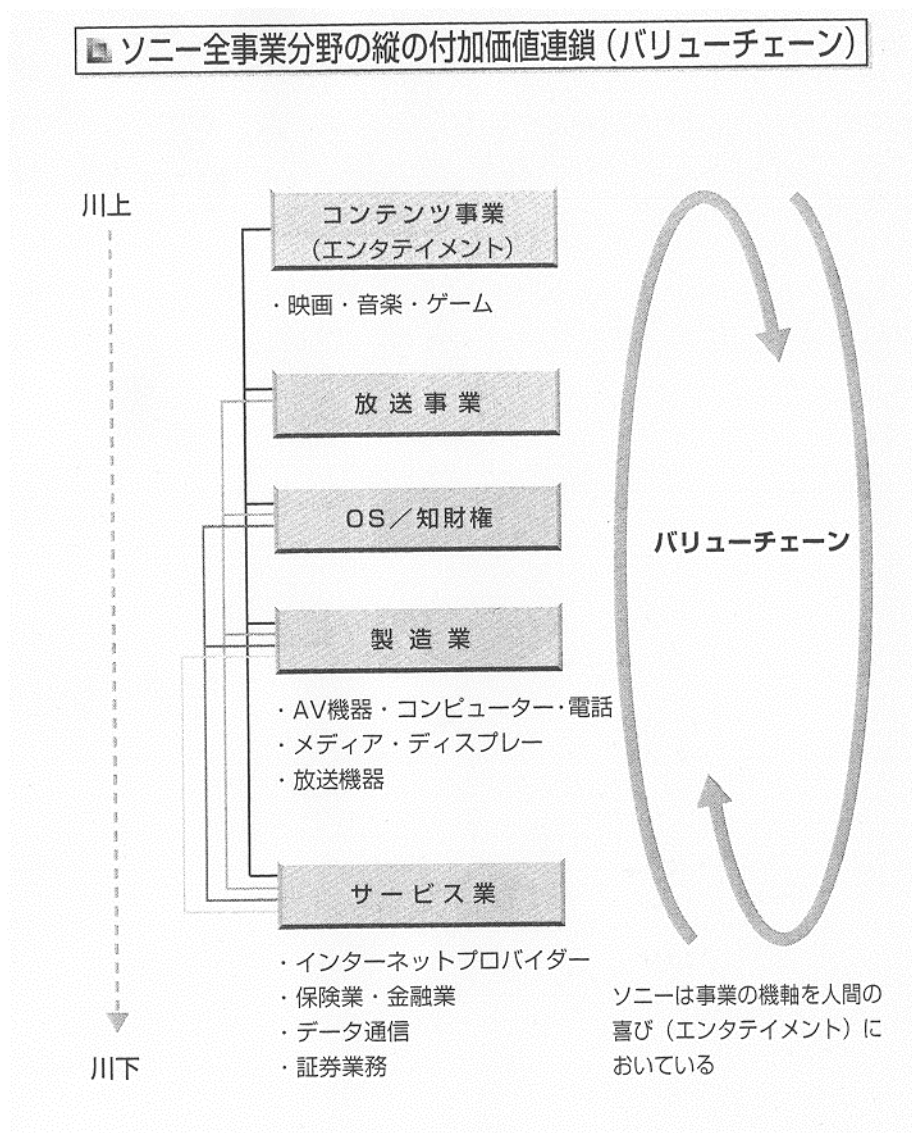 ソニー全事業分野の縦の付加価値連鎖（バリューチェーン）
川上
コンテンツ事業
（エンタテイメント）
・映画・音楽・ゲーム
放送事業
OS／知財権
バリューチェーン
製造業
・AV機器・コンピューター・電話
・メディア・ディスプレー
・放送機器
サービス業
・インターネットプロバイダー
・保険業・金融業
・データ通信
・証券業務
川下
ソニーは事業の機軸を人間の
喜び（エンタテイメント）に
おいている